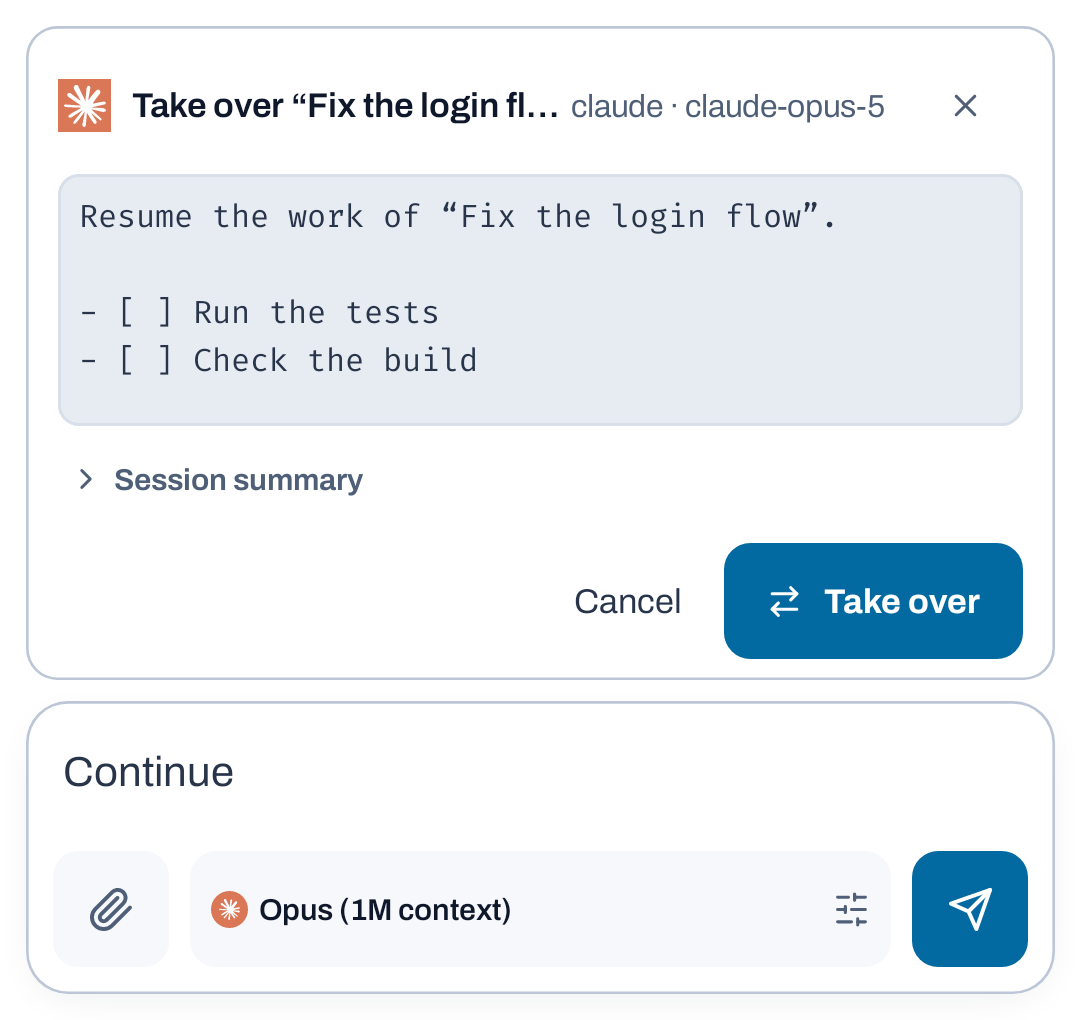 Take over “Fix the login fl… claude · claude-opus-5
Resume the work of “Fix the login flow”.
- [ ] Run the tests
- [ ] Check the build
Session summary
Cancel
Take over
Continue
Opus (1M context)